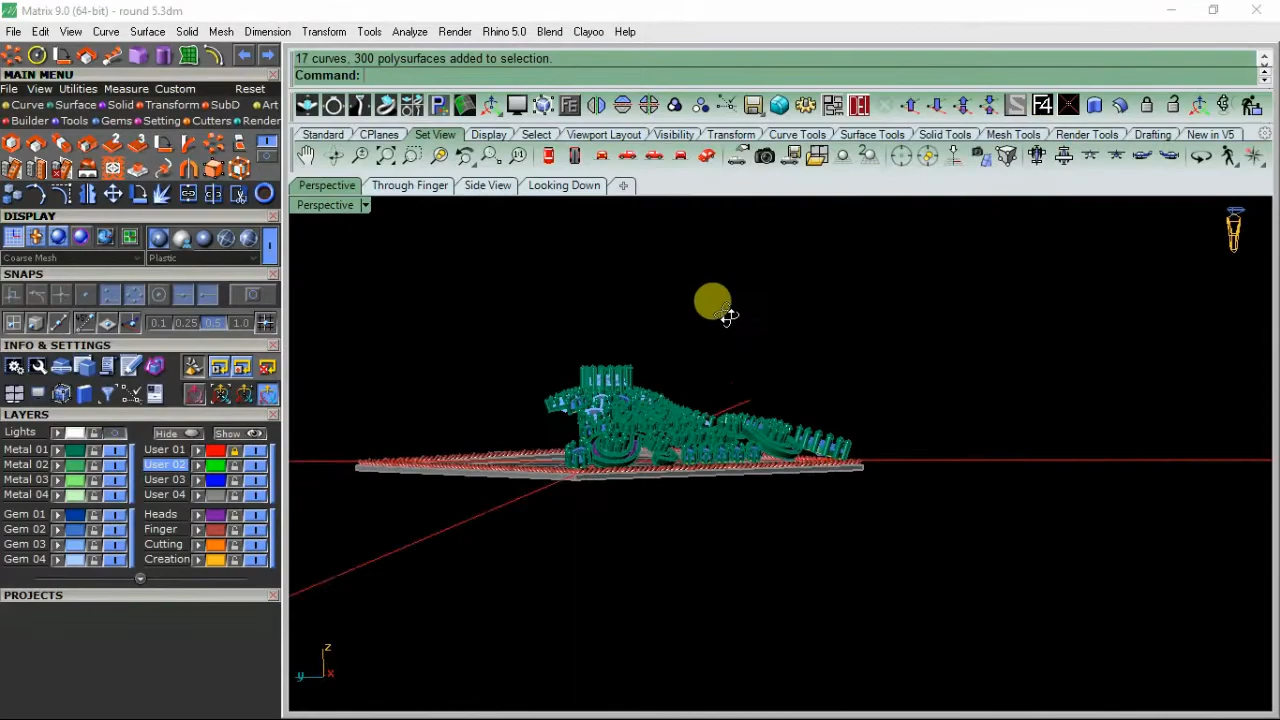 Matrix 9.0 (64-bit) - round 5.3dm
File Edit View Curve Surface Solid Mesh Dimension Transform Tools Analyze Render Rhino 5.0 Blend Clayoo Help
17 curves, 300 polysurfaces added to selection.
Command:
MAIN MENU
File View Utilities Measure Custom Reset
Curve Surface Solid Transform SubD Art
Builder Tools Gems Setting Cutters Render
Standard CPlanes Set View Display Select Viewport Layout Visibility Transform Curve Tools Surface Tools Solid Tools Mesh Tools Render Tools Drafting New in V5
Perspective Through Finger Side View Looking Down
Perspective
DISPLAY
Coarse Mesh Plastic
SNAPS
0.1 0.25 0.5 1.0
INFO & SETTINGS
LAYERS
Lights Hide Show
Metal 01 User 01
Metal 02 User 02
Metal 03 User 03
Metal 04 User 04
Gem 01 Heads
Gem 02 Finger
Gem 03 Cutting
Gem 04 Creation
PROJECTS
z
y x